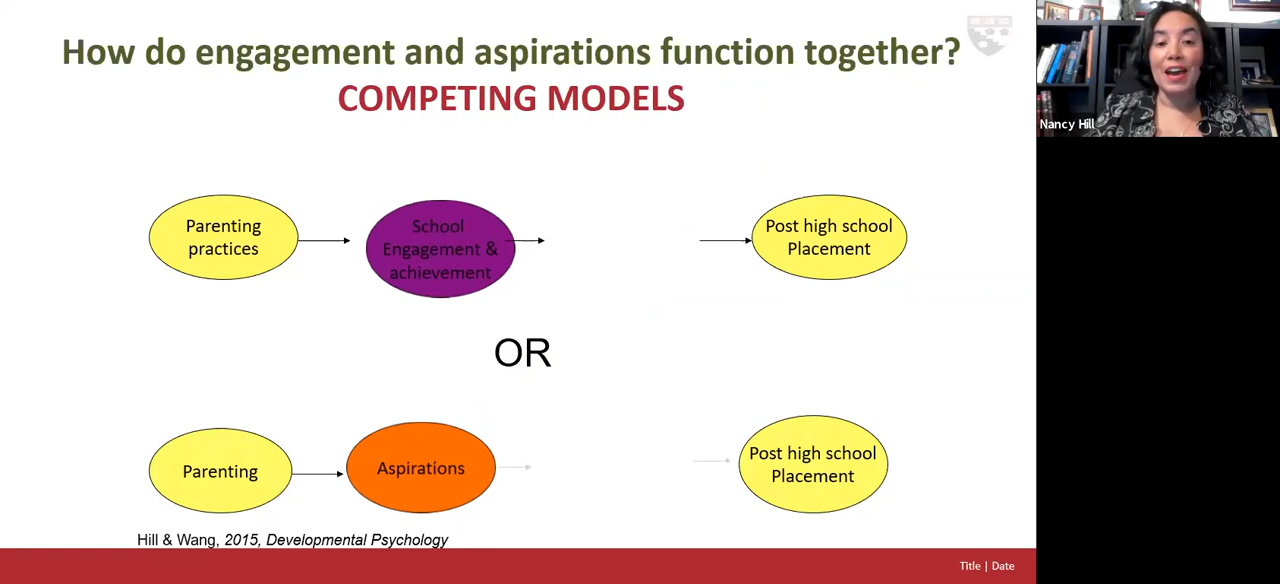 How do engagement and aspirations function together?
COMPETING MODELS
Nancy Hill
Parenting
practices
School
Engagement &
achievement
Post high school
Placement
OR
Parenting
Aspirations
Post high school
Placement
Hill & Wang, 2015, Developmental Psychology
Title | Date